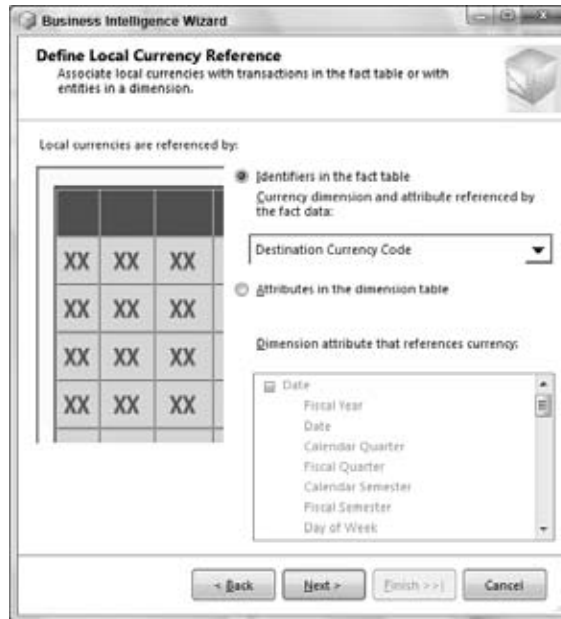 Business Intelligence Wizard
Define Local Currency Reference
Associate local currencies with transactions in the fact table or with
entities in a dimension.
Local currencies are referenced by:
Identifiers in the fact table
Currency dimension and attribute referenced by
the fact data:
Destination Currency Code
Attributes in the dimension table
Dimension attribute that references currency:
XX XX XX
XX XX XX
XX XX XX
XX XX XX
Date
Fiscal Year
Date
Calendar Quarter
Fiscal Quarter
Calendar Semester
Fiscal Semester
Day of Week
< Back Next > Finish >>| Cancel